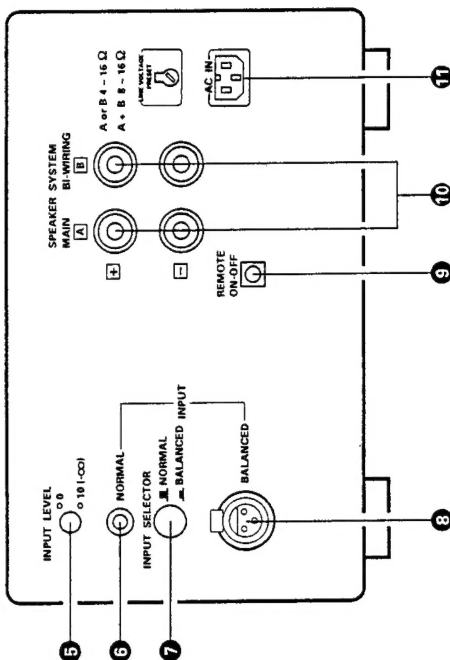 INPUT LEVEL
0
10 (-∞)
NORMAL
INPUT SELECTOR
NORMAL
BALANCED
INPUT
BALANCED
SPEAKER SYSTEM
MAIN BI-WIRING
A B
+
−
A or B 4 ~ 16 Ω
A + B 8 ~ 16 Ω
LINE VOLTAGE
PRESET
REMOTE
ON-OFF
AC IN
5
6
7
8
9
10
11